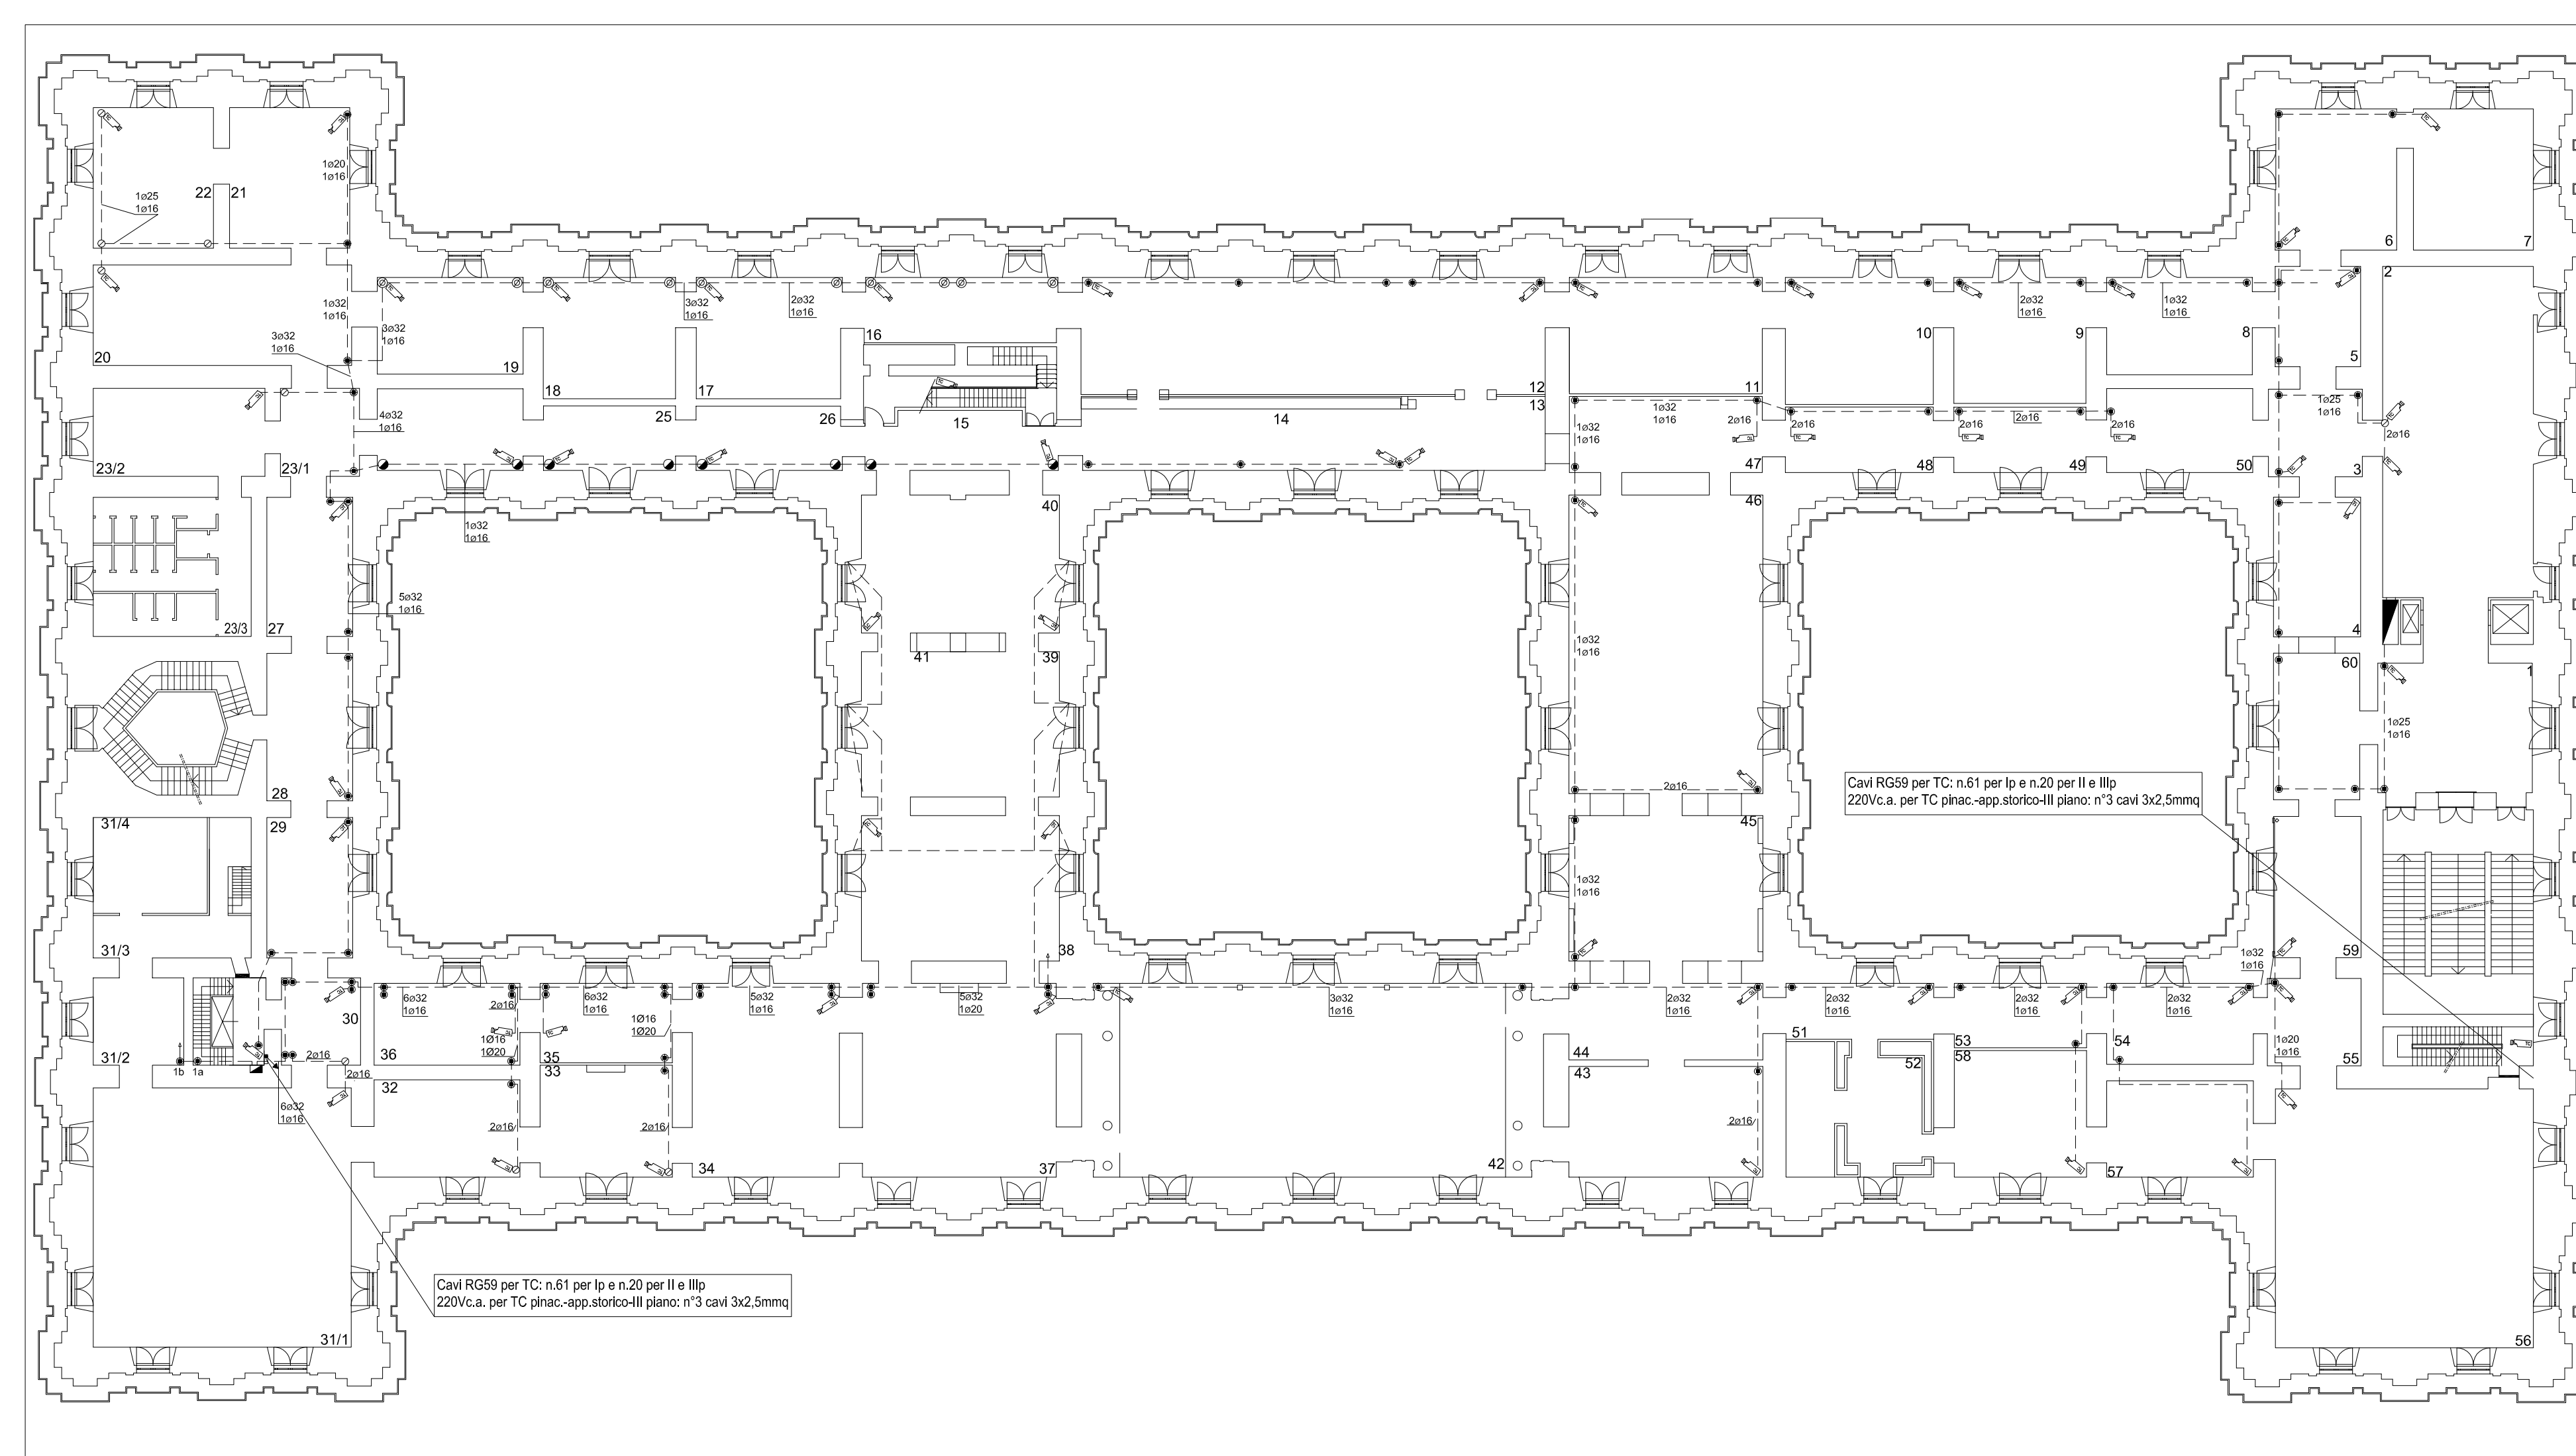 1ø25
1ø16
22
21
1ø20
1ø16
6
7
2
1ø32
1ø16
3ø32
1ø16
3ø32
1ø16
3ø32
1ø16
2ø32
1ø16
2ø32
1ø16
1ø32
1ø16
20
19
18
17
16
12
11
10
9
8
5
4ø32
1ø16
25
26
15
14
13
1ø32
1ø16
1ø32
1ø16
2ø16
2ø16
2ø16
2ø16
2ø16
1ø25
1ø16
2ø16
23/2
23/1
47
48
49
50
3
1ø32
1ø16
40
46
5ø32
1ø16
23/3
27
41
39
1ø32
1ø16
4
60
1
1ø25
1ø16
28
2ø16
Cavi RG59 per TC: n.61 per Ip e n.20 per II e IIIp
220Vc.a. per TC pinac.-app.storico-III piano: n°3 cavi 3x2,5mmq
31/4
29
45
1ø32
1ø16
31/3
38
59
1ø32
1ø16
30
6ø32
1ø16
2ø16
6ø32
1ø16
5ø32
1ø16
5ø32
1ø20
3ø32
1ø16
2ø32
1ø16
2ø32
1ø16
2ø32
1ø16
2ø32
1ø16
1Ø16
1Ø20
1Ø16
1Ø20
51
53
54
1ø20
1ø16
31/2
2ø16
36
35
44
58
52
55
1b
1a
2ø16
33
43
32
6ø32
1ø16
2ø16
2ø16
2ø16
34
37
42
57
Cavi RG59 per TC: n.61 per Ip e n.20 per II e IIIp
220Vc.a. per TC pinac.-app.storico-III piano: n°3 cavi 3x2,5mmq
31/1
56